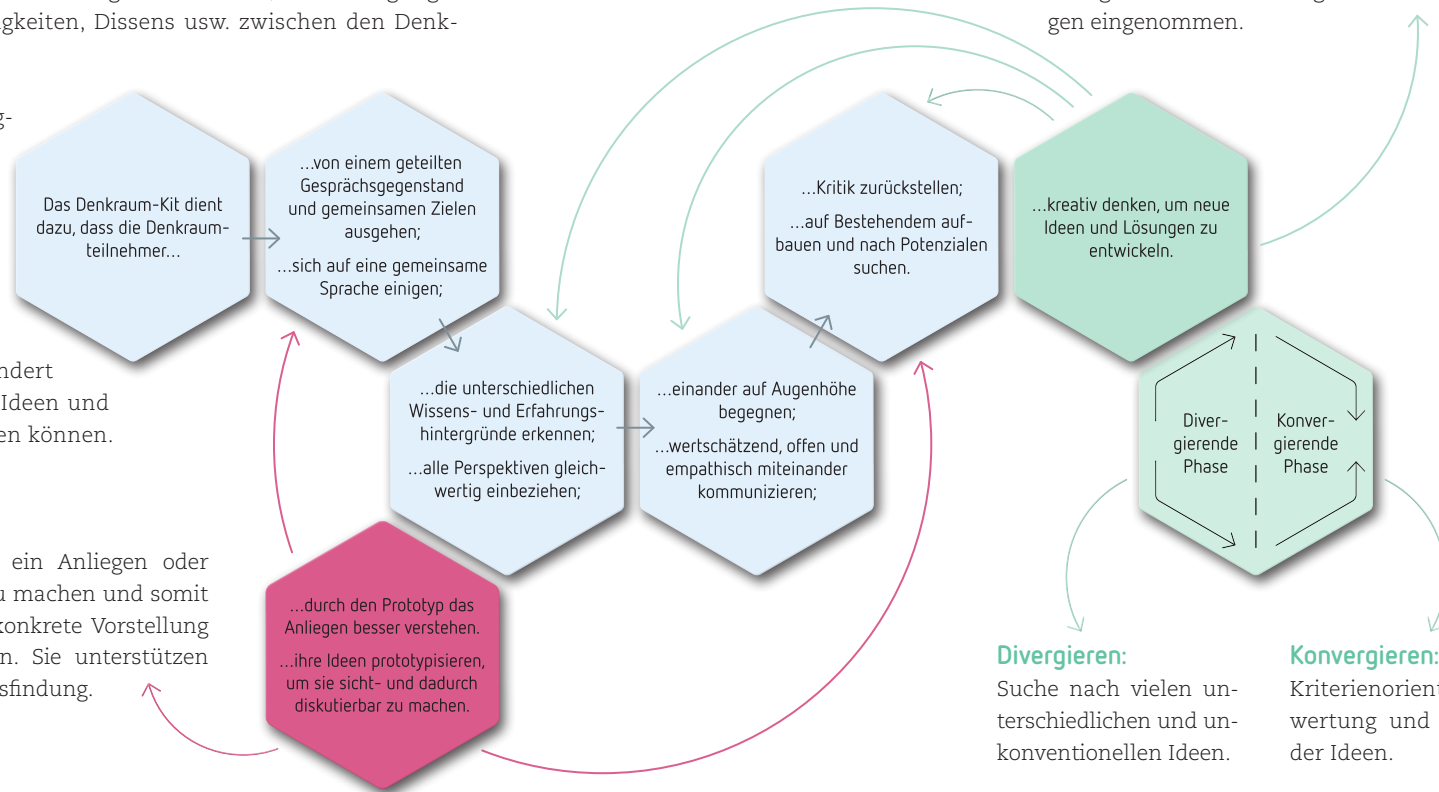 igkeiten, Dissens usw. zwischen den Denk-
gen eingenommen.
g-
Das Denkraum-Kit dient
dazu, dass die Denkraum-
teilnehmer...
...von einem geteilten
Gesprächsgegenstand
und gemeinsamen Zielen
ausgehen;
...sich auf eine gemeinsame
Sprache einigen;
...die unterschiedlichen
Wissens- und Erfahrungs-
hintergründe erkennen;
...alle Perspektiven gleich-
wertig einbeziehen;
...einander auf Augenhöhe
begegnen;
...wertschätzend, offen und
empathisch miteinander
kommunizieren;
...Kritik zurückstellen;
...auf Bestehendem auf-
bauen und nach Potenzialen
suchen.
...kreativ denken, um neue
Ideen und Lösungen zu
entwickeln.
Diver-
gierende
Phase
Konver-
gierende
Phase
ndert
Ideen und
en können.
ein Anliegen oder
u machen und somit
konkrete Vorstellung
n. Sie unterstützen
sfindung.
...durch den Prototyp das
Anliegen besser verstehen.
...ihre Ideen prototypisieren,
um sie sicht- und dadurch
diskutierbar zu machen.
Divergieren:
Suche nach vielen un-
terschiedlichen und un-
konventionellen Ideen.
Konvergieren:
Kriterienorient
wertung und
der Ideen.